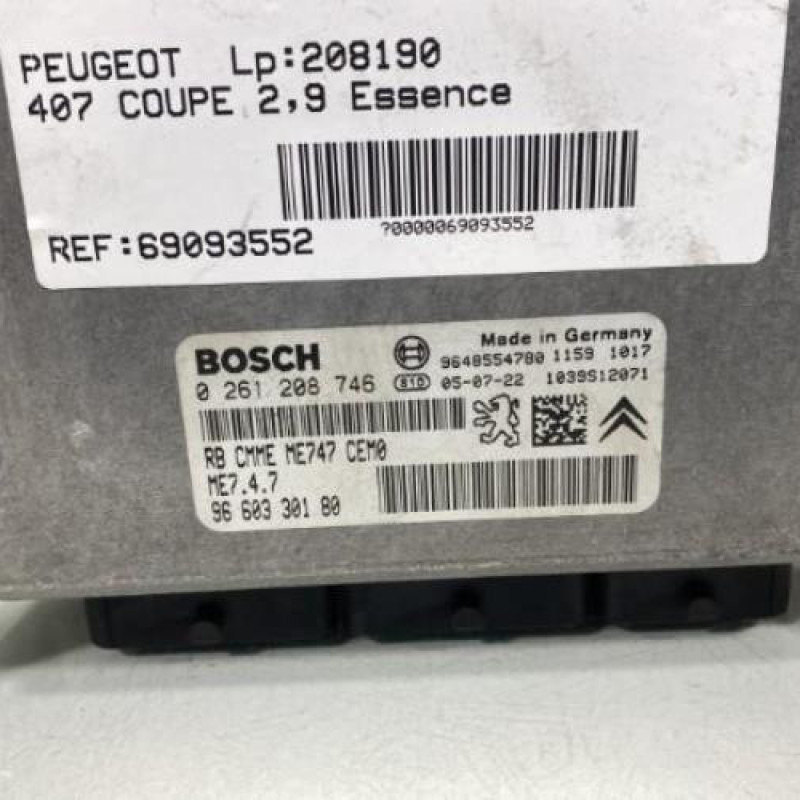 PEUGEOT Lp:208190
407 COUPE 2,9 Essence
REF:69093552
?0000069093552
BOSCH
Made in Germany
0 261 208 746
9648554780 1159 1017
81D 05-07-22 1039S12071
RB CMME ME747 CEM0
ME7.4.7
96 603 301 80